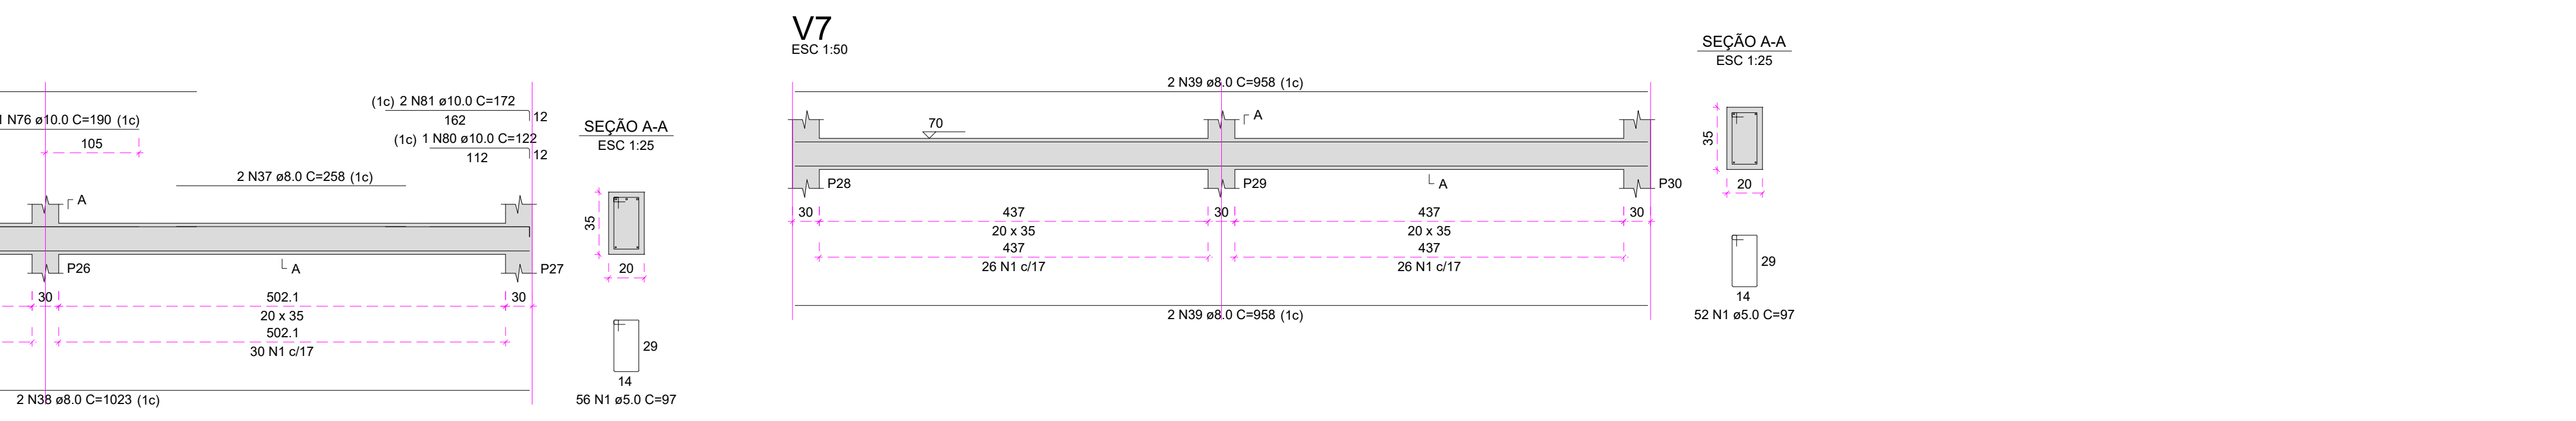 1 N76 ø10.0 C=190 (1c)
105
(1c) 2 N81 ø10.0 C=172
162
12
(1c) 1 N80 ø10.0 C=122
112
12
2 N37 ø8.0 C=258 (1c)
A
P26
A
P27
30
502.1
30
20 x 35
502.1
30 N1 c/17
2 N38 ø8.0 C=1023 (1c)
SEÇÃO A-A
ESC 1:25
35
20
29
14
56 N1 ø5.0 C=97
V7
ESC 1:50
2 N39 ø8.0 C=958 (1c)
70
A
P28
P29
A
P30
30
437
30
437
30
20 x 35
20 x 35
437
437
26 N1 c/17
26 N1 c/17
2 N39 ø8.0 C=958 (1c)
SEÇÃO A-A
ESC 1:25
35
20
29
14
52 N1 ø5.0 C=97